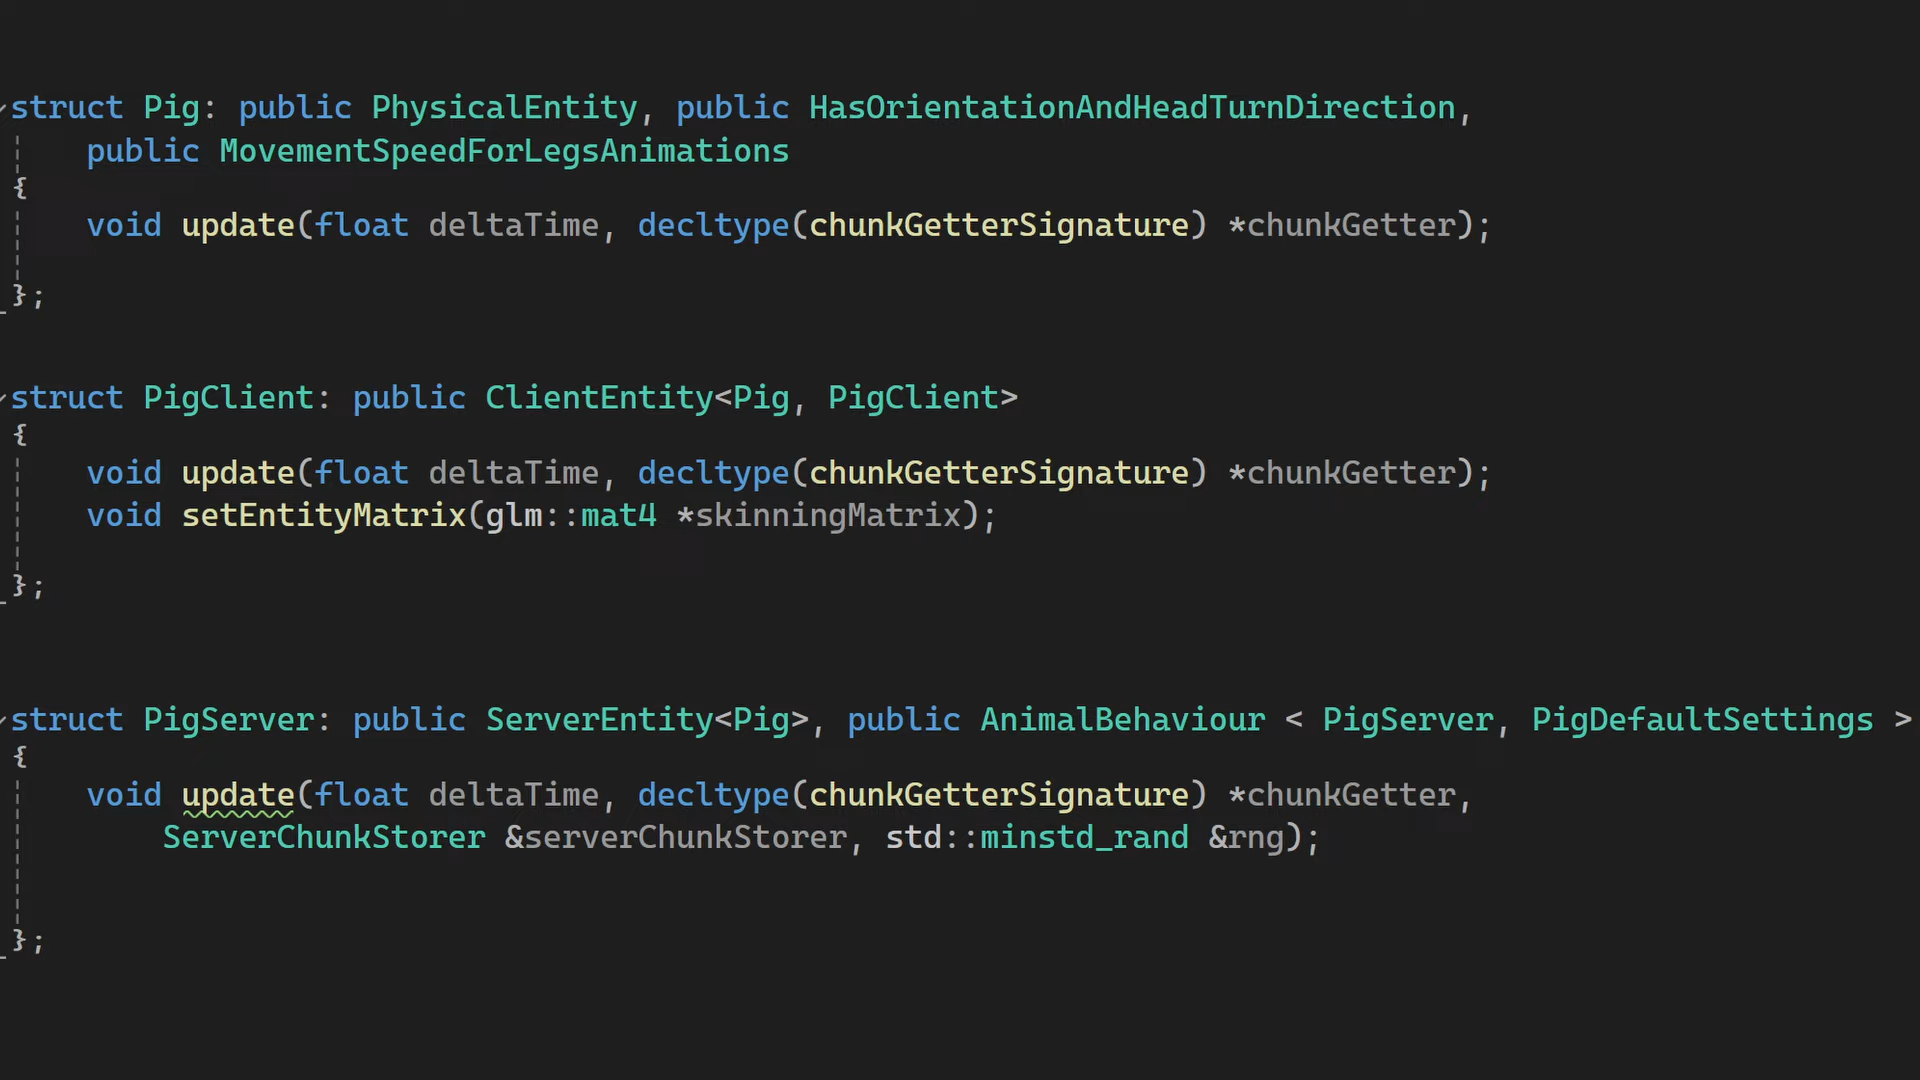 struct Pig: public PhysicalEntity, public HasOrientationAndHeadTurnDirection,
    public MovementSpeedForLegsAnimations
{
    void update(float deltaTime, decltype(chunkGetterSignature) *chunkGetter);
};
struct PigClient: public ClientEntity<Pig, PigClient>
{
    void update(float deltaTime, decltype(chunkGetterSignature) *chunkGetter);
    void setEntityMatrix(glm::mat4 *skinningMatrix);
};
struct PigServer: public ServerEntity<Pig>, public AnimalBehaviour < PigServer, PigDefaultSettings >
{
    void update(float deltaTime, decltype(chunkGetterSignature) *chunkGetter,
        ServerChunkStorer &serverChunkStorer, std::minstd_rand &rng);
};